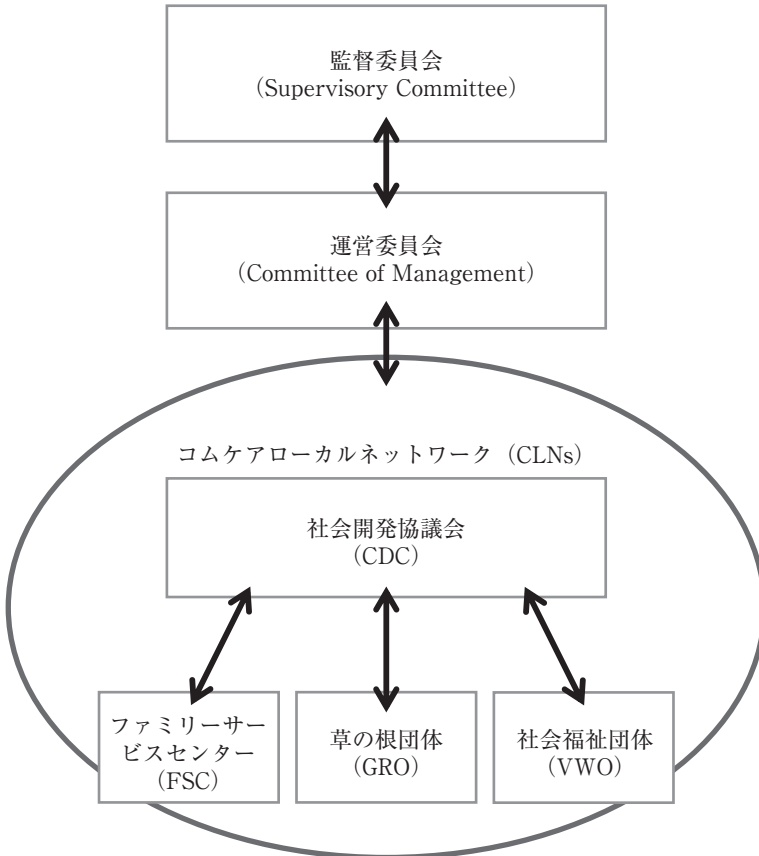 監督委員会
（Supervisory Committee）
運営委員会
（Committee of Management）
コムケアローカルネットワーク（CLNs）
社会開発協議会
（CDC）
ファミリーサー
ビスセンター
（FSC）
草の根団体
（GRO）
社会福祉団体
（VWO）